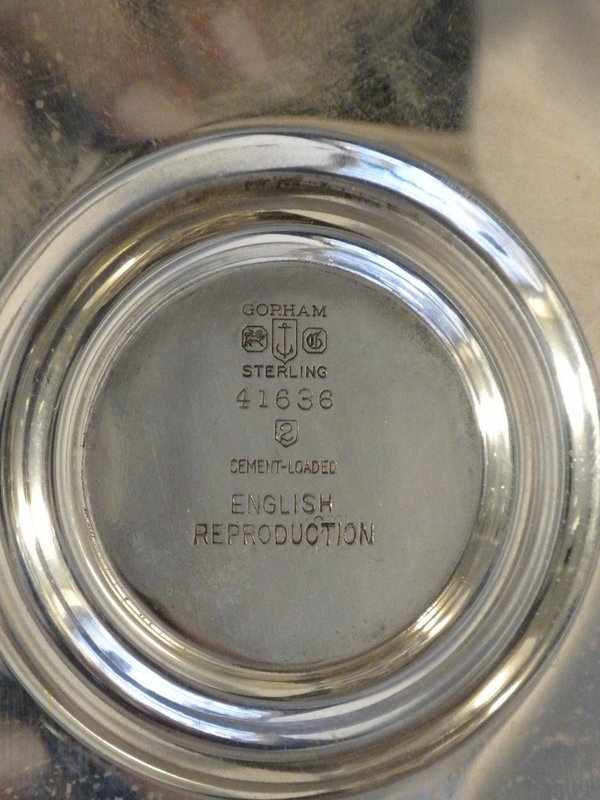 GORHAM
G
STERLING
41636
2
CEMENT-LOADED
ENGLISH
REPRODUCTION